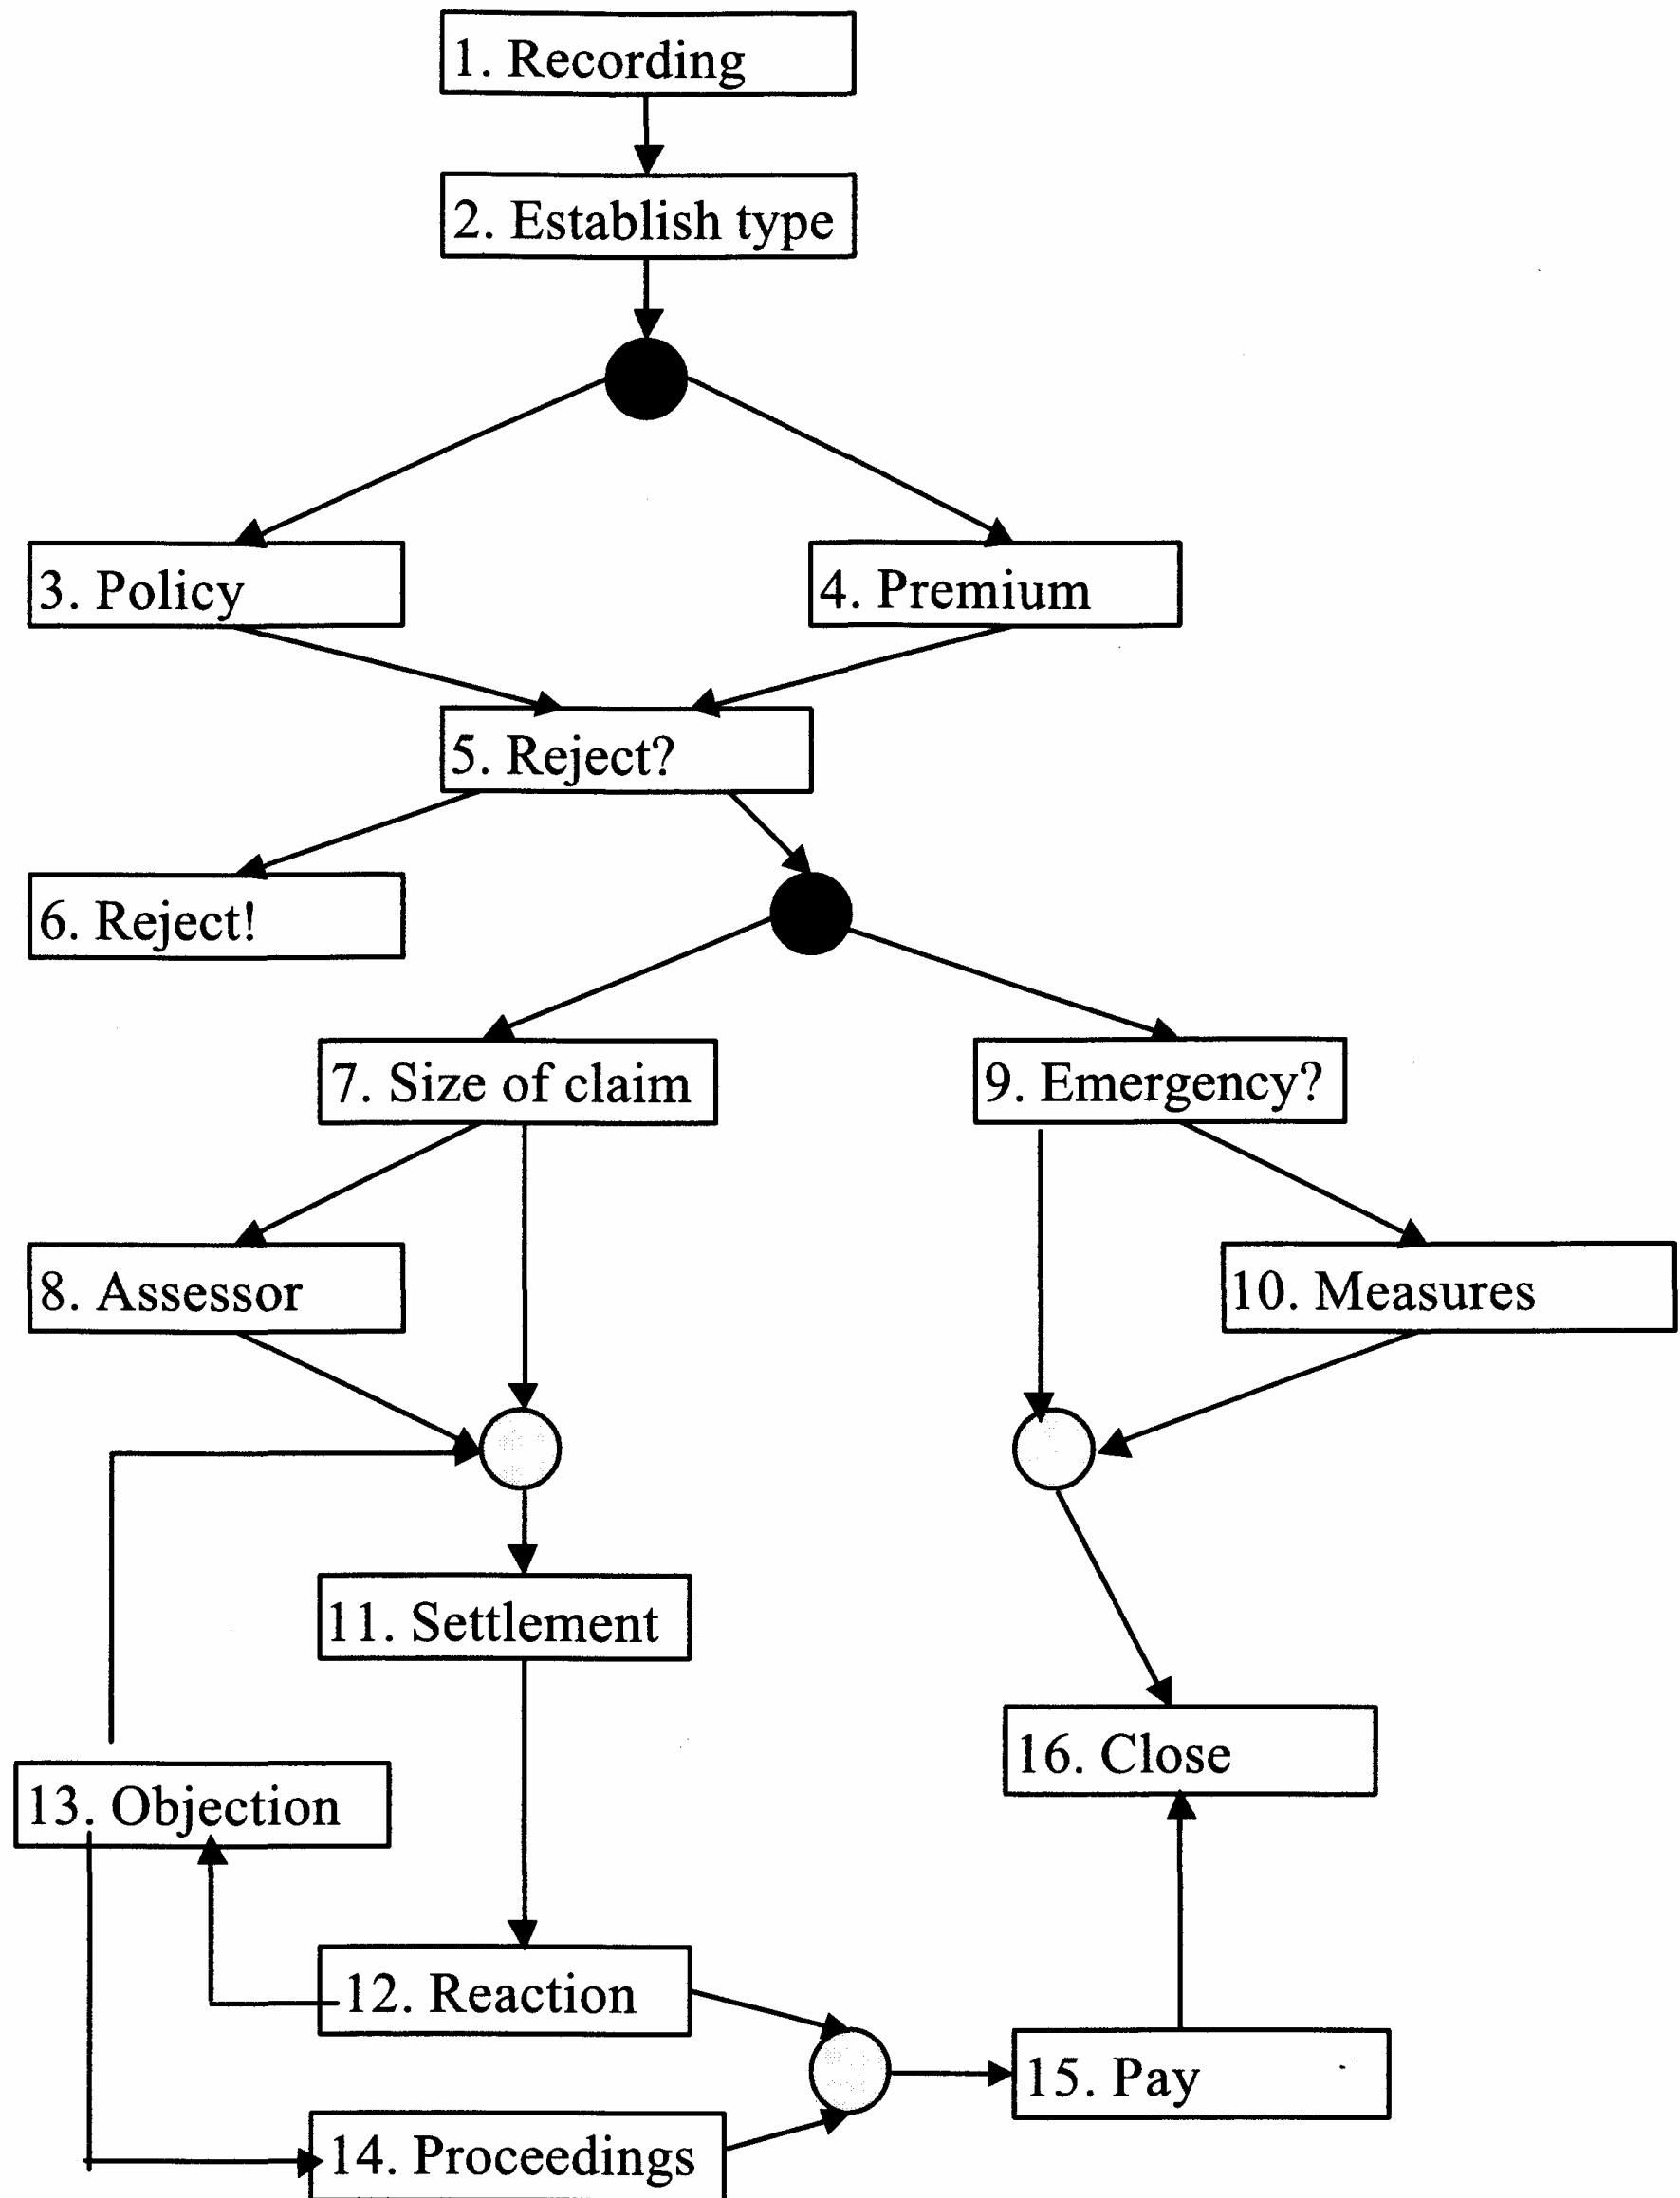 1. Recording
2. Establish type
3. Policy
4. Premium
5. Reject?
6. Reject!
7. Size of claim
9. Emergency?
8. Assessor
10. Measures
11. Settlement
16. Close
13. Objection
12. Reaction
15. Pay
14. Proceedings